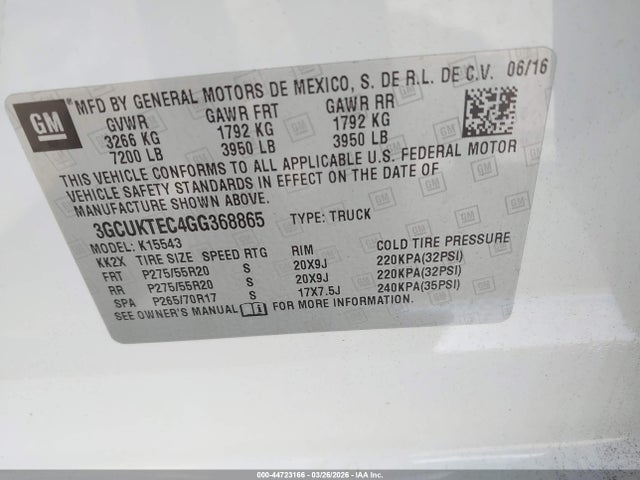 GM
MFD BY GENERAL MOTORS DE MEXICO, S. DE R.L. DE C.V. 06/16
GVWR GAWR FRT GAWR RR
3266 KG 1792 KG 1792 KG
7200 LB 3950 LB 3950 LB
THIS VEHICLE CONFORMS TO ALL APPLICABLE U.S. FEDERAL MOTOR
VEHICLE SAFETY STANDARDS IN EFFECT ON THE DATE OF
MANUFACTURE SHOWN ABOVE.
3GCUKTEC4GG368865 TYPE: TRUCK
MODEL: K15543
KK2X TIRE SIZE SPEED RTG RIM COLD TIRE PRESSURE
FRT P275/55R20 S 20X9J 220KPA(32PSI)
RR P275/55R20 S 20X9J 220KPA(32PSI)
SPA P265/70R17 S 17X7.5J 240KPA(35PSI)
SEE OWNER'S MANUAL FOR MORE INFORMATION.
000-44723166 - 03/26/2026 - IAA Inc.